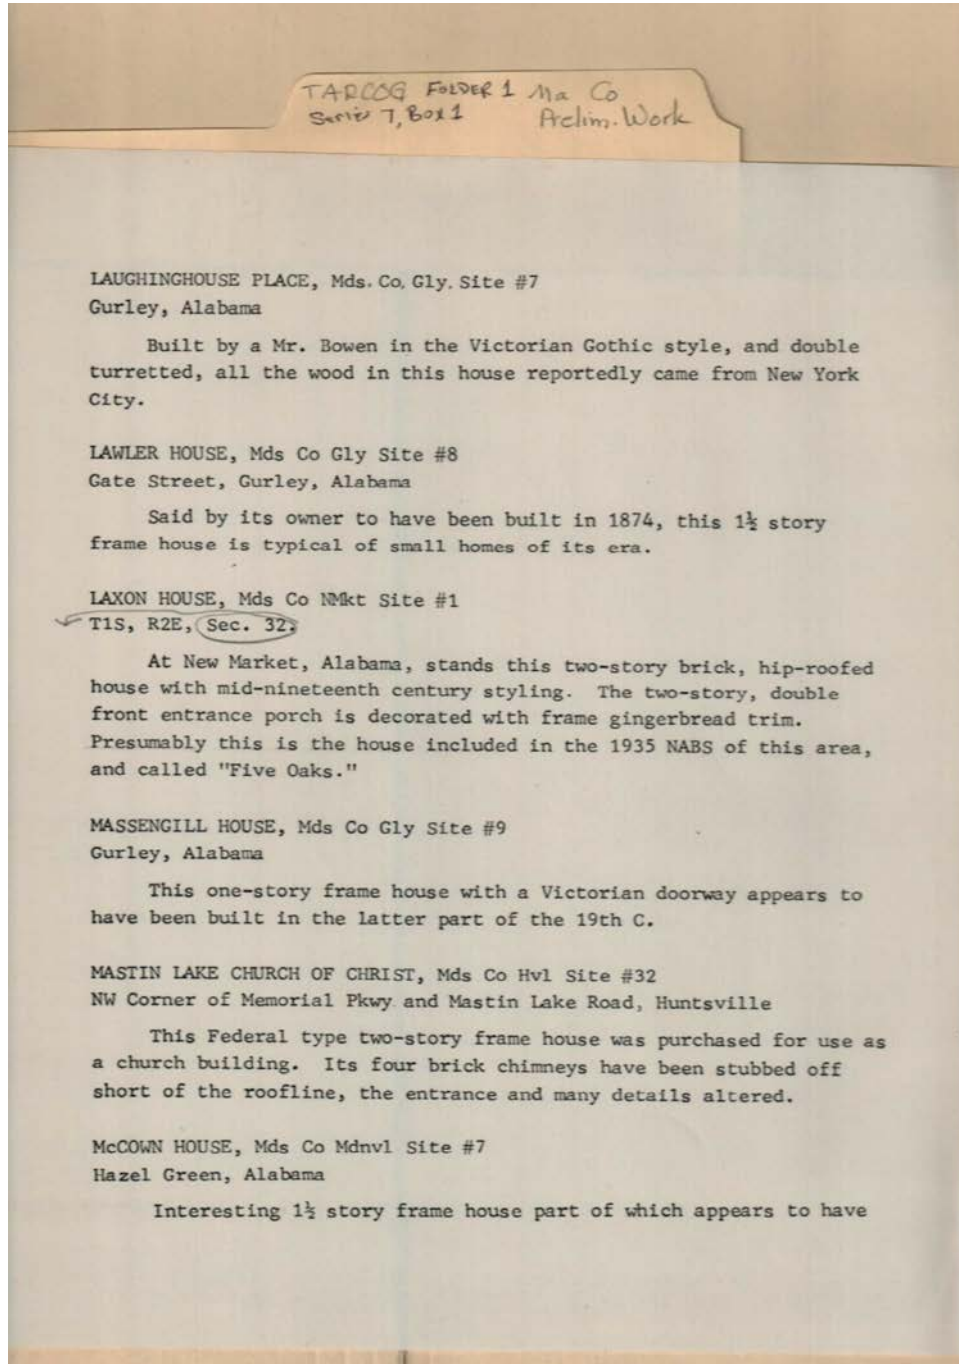 TARCOG FOLDER 1 Ma Co
Series 7, Box 1 Prelim. Work
LAUGHINGHOUSE PLACE, Mds. Co. Gly. Site #7
Gurley, Alabama
Built by a Mr. Bowen in the Victorian Gothic style, and double
turretted, all the wood in this house reportedly came from New York
City.
LAWLER HOUSE, Mds Co Gly Site #8
Gate Street, Gurley, Alabama
Said by its owner to have been built in 1874, this 1½ story
frame house is typical of small homes of its era.
LAXON HOUSE, Mds Co NMkt Site #1
T1S, R2E, Sec. 32.
At New Market, Alabama, stands this two-story brick, hip-roofed
house with mid-nineteenth century styling. The two-story, double
front entrance porch is decorated with frame gingerbread trim.
Presumably this is the house included in the 1935 NABS of this area,
and called "Five Oaks."
MASSENGILL HOUSE, Mds Co Gly Site #9
Gurley, Alabama
This one-story frame house with a Victorian doorway appears to
have been built in the latter part of the 19th C.
MASTIN LAKE CHURCH OF CHRIST, Mds Co Hvl Site #32
NW Corner of Memorial Pkwy and Mastin Lake Road, Huntsville
This Federal type two-story frame house was purchased for use as
a church building. Its four brick chimneys have been stubbed off
short of the roofline, the entrance and many details altered.
McCOWN HOUSE, Mds Co Mdnvl Site #7
Hazel Green, Alabama
Interesting 1½ story frame house part of which appears to have